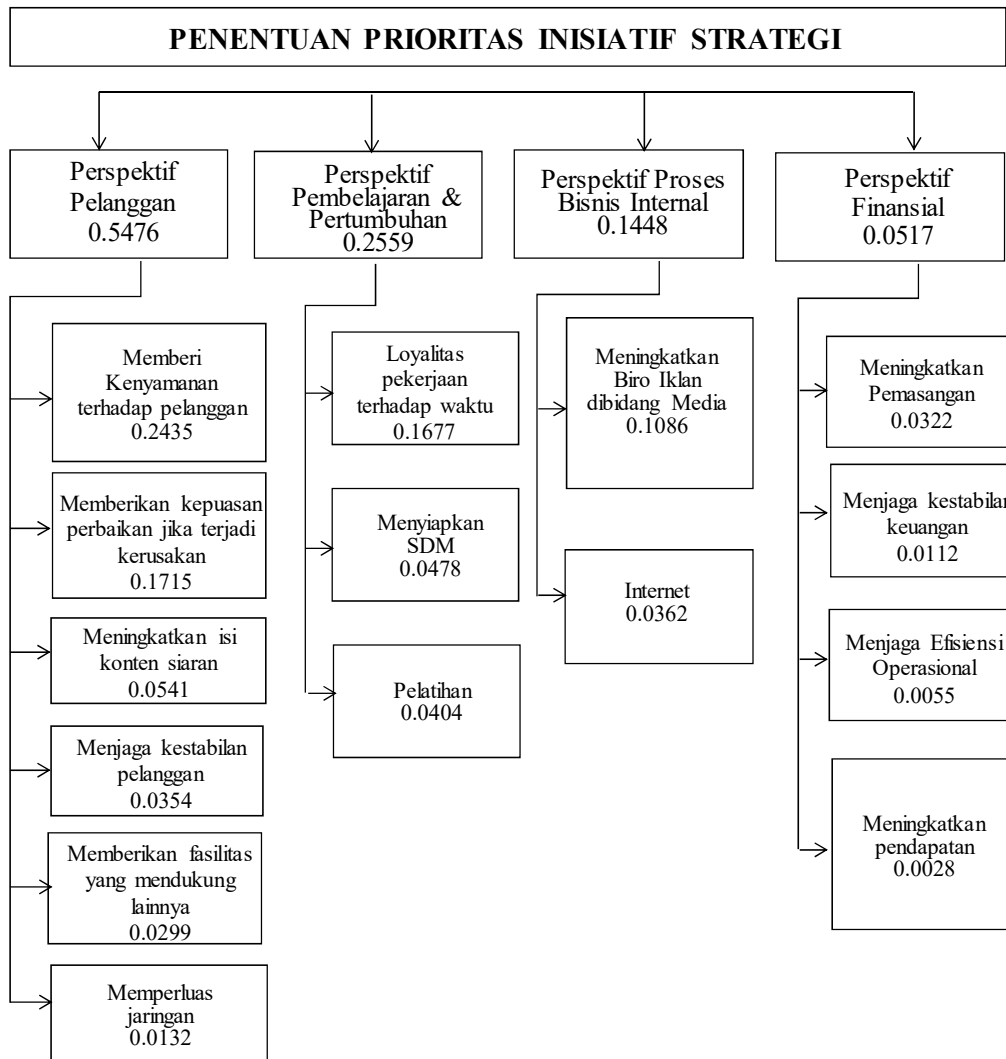 PENENTUAN PRIORITAS INISIATIF STRATEGI
Perspektif
Pelanggan
0.5476
Memberi
Kenyamanan
terhadap pelanggan
0.2435
Memberikan kepuasan
perbaikan jika terjadi
kerusakan
0.1715
Meningkatkan isi
konten siaran
0.0541
Menjaga kestabilan
pelanggan
0.0354
Memberikan fasilitas
yang mendukung
lainnya
0.0299
Memperluas
jaringan
0.0132
Perspektif
Pembelajaran &
Pertumbuhan
0.2559
Loyalitas
pekerjaan
terhadap waktu
0.1677
Menyiapkan
SDM
0.0478
Pelatihan
0.0404
Perspektif Proses
Bisnis Internal
0.1448
Meningkatkan
Biro Iklan
dibidang Media
0.1086
Internet
0.0362
Perspektif
Finansial
0.0517
Meningkatkan
Pemasangan
0.0322
Menjaga kestabilan
keuangan
0.0112
Menjaga Efisiensi
Operasional
0.0055
Meningkatkan
pendapatan
0.0028